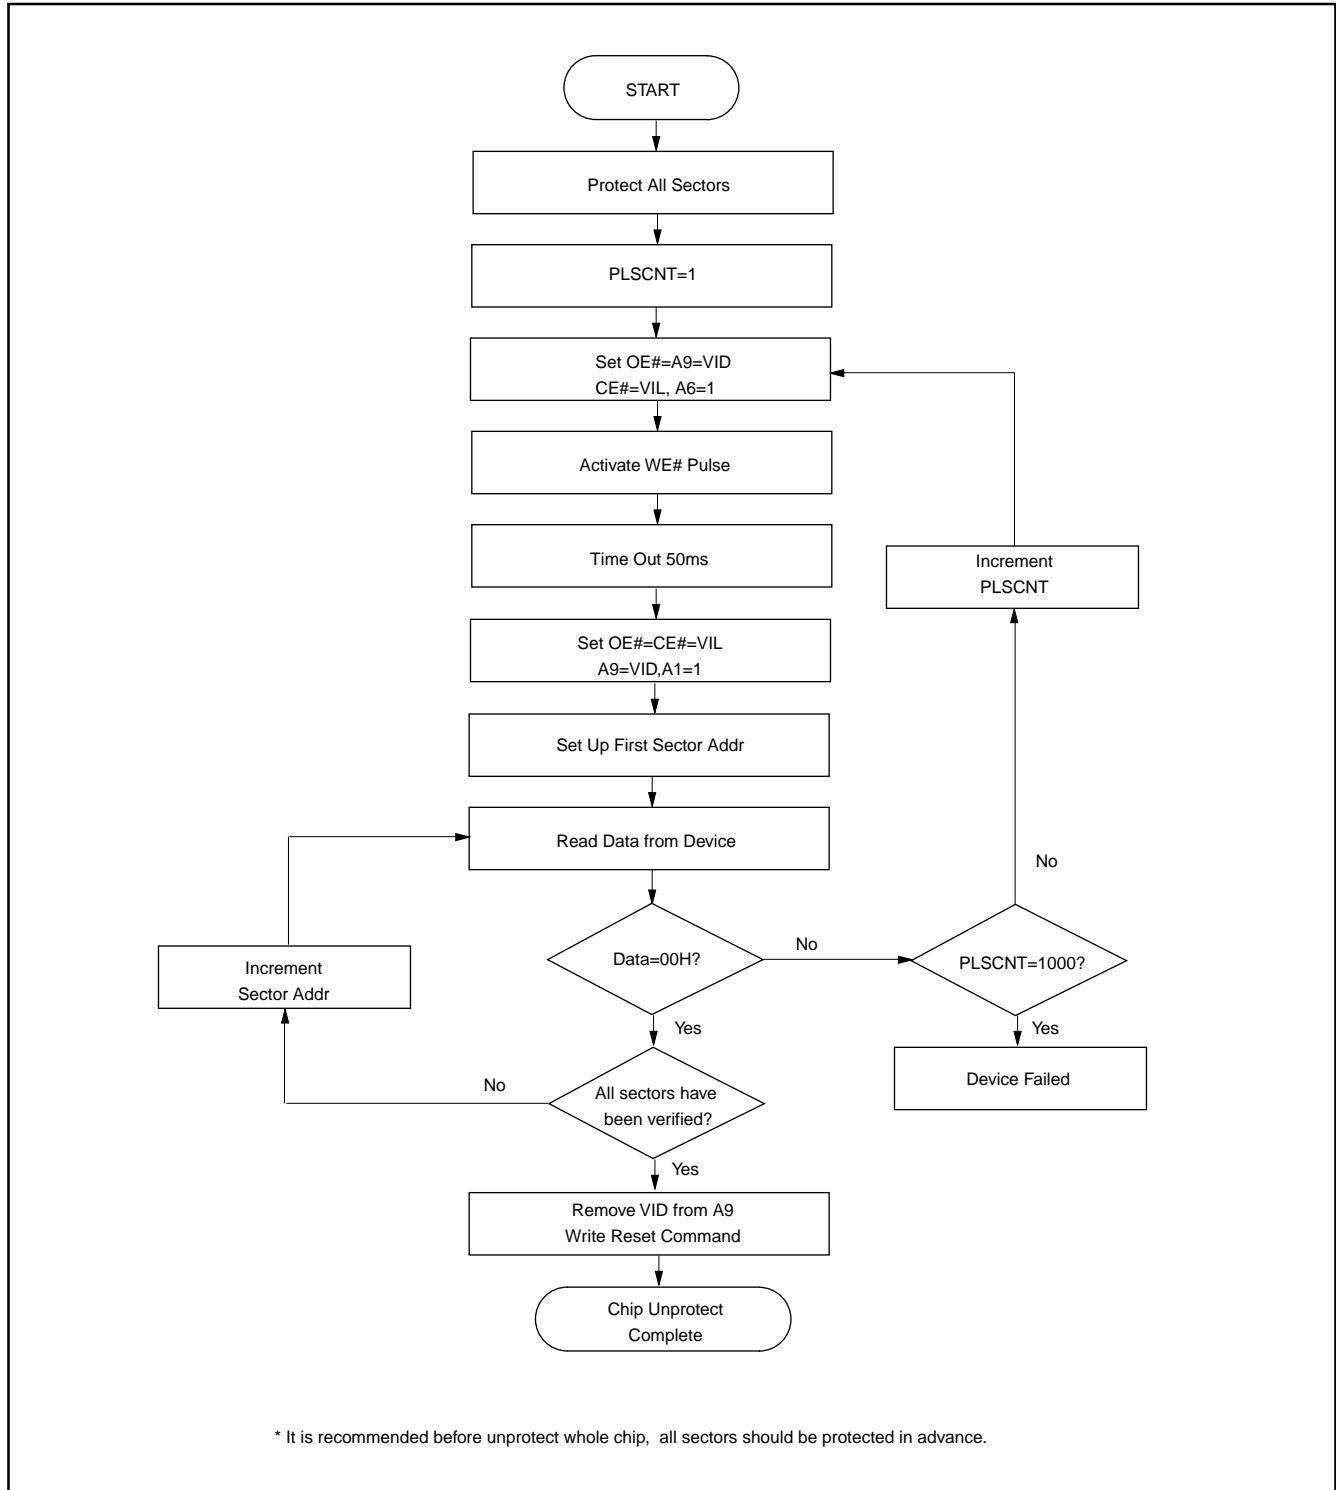 START
Protect All Sectors
PLSCNT=1
Set OE#=A9=VID
CE#=VIL, A6=1
Activate WE# Pulse
Time Out 50ms
Increment
PLSCNT
Set OE#=CE#=VIL
A9=VID,A1=1
Set Up First Sector Addr
Read Data from Device
No
Data=00H?
No
PLSCNT=1000?
Increment
Sector Addr
Yes
Yes
Device Failed
No
All sectors have
been verified?
Yes
Remove VID from A9
Write Reset Command
Chip Unprotect
Complete
* It is recommended before unprotect whole chip,  all sectors should be protected in advance.